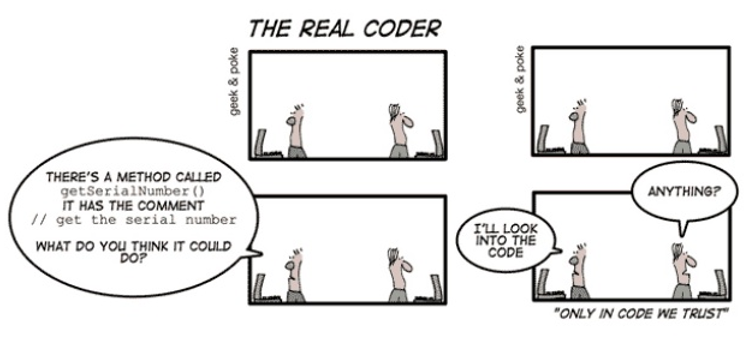 THE REAL CODER
geek & poke
geek & poke
THERE'S A METHOD CALLED
getSerialNumber()
IT HAS THE COMMENT
// get the serial number
WHAT DO YOU THINK IT COULD
DO?
ANYTHING?
I'LL LOOK
INTO THE
CODE
"ONLY IN CODE WE TRUST"